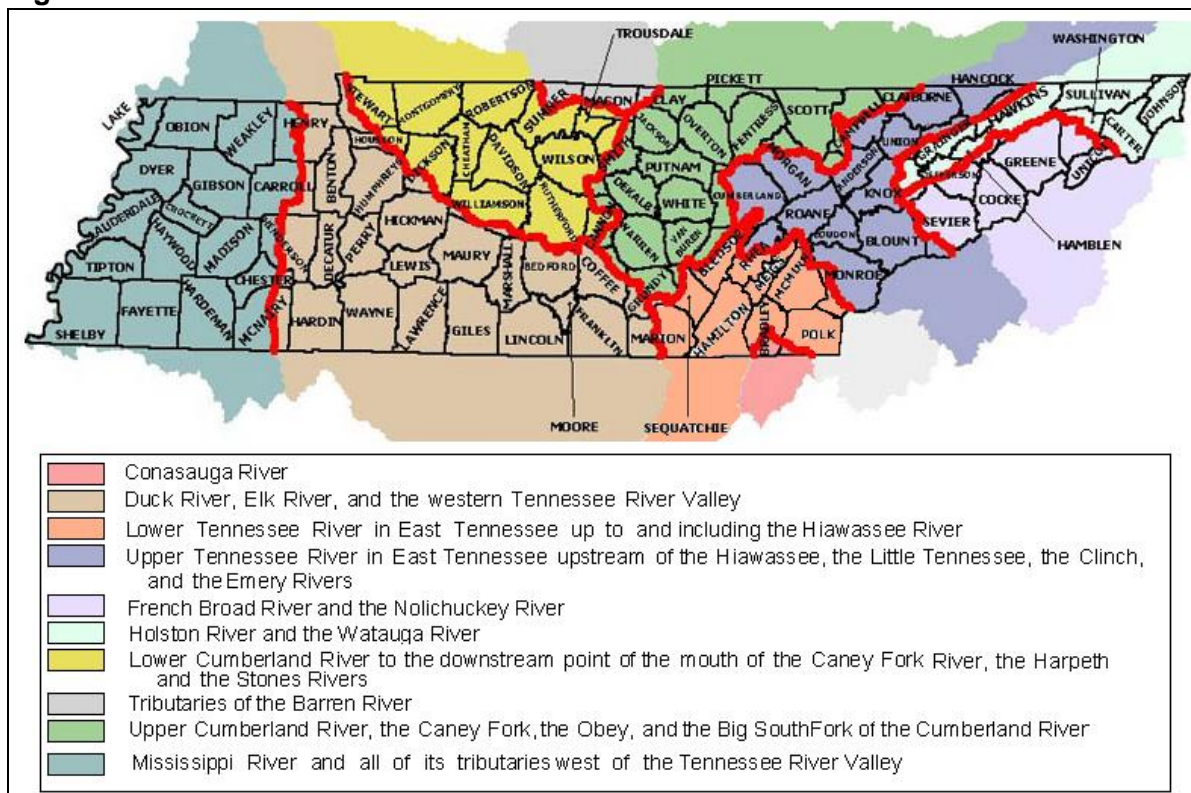 TROUSDALE
WASHINGTON
PICKETT
HANCOCK
LAKE
OBION
WEAKLEY
HENRY
STEWART
MONTGOMERY
ROBERTSON
SUMNER
MACON
CLAY
SCOTT
CAMPBELL
CLAIBORNE
HAWKINS
SULLIVAN
JOHNSON
CARTER
DYER
GIBSON
CARROLL
BENTON
HOUSTON
HUMPHREYS
DICKSON
CHEATHAM
DAVIDSON
WILSON
SMITH
JACKSON
OVERTON
FENTRESS
MORGAN
ANDERSON
UNION
GRAINGER
JEFFERSON
GREENE
UNICOI
LAUDERDALE
CROCKETT
HAYWOOD
MADISON
HENDERSON
DECATUR
PERRY
HICKMAN
WILLIAMSON
RUTHERFORD
CANNON
DEKALB
PUTNAM
WHITE
CUMBERLAND
ROANE
KNOX
SEVIER
COCKE
HAMBLEN
TIPTON
CHESTER
LEWIS
MAURY
MARSHALL
BEDFORD
COFFEE
WARREN
VAN
BUREN
BLEDSOE
RHEA
MEIGS
MCMINN
LOUDON
BLOUNT
MONROE
SHELBY
FAYETTE
HARDEMAN
MCNAIRY
HARDIN
WAYNE
LAWRENCE
GILES
LINCOLN
FRANKLIN
GRUNDY
MARION
HAMILTON
BRADLEY
POLK
MOORE
SEQUATCHIE
Conasauga River
Duck River, Elk River, and the western Tennessee River Valley
Lower Tennessee River in East Tennessee up to and including the Hiawassee River
Upper Tennessee River in East Tennessee upstream of the Hiawassee, the Little Tennessee, the Clinch,
and the Emery Rivers
French Broad River and the Nolichuckey River
Holston River and the Watauga River
Lower Cumberland River to the downstream point of the mouth of the Caney Fork River, the Harpeth
and the Stones Rivers
Tributaries of the Barren River
Upper Cumberland River, the Caney Fork, the Obey, and the Big SouthFork of the Cumberland River
Mississippi River and all of its tributaries west of the Tennessee River Valley